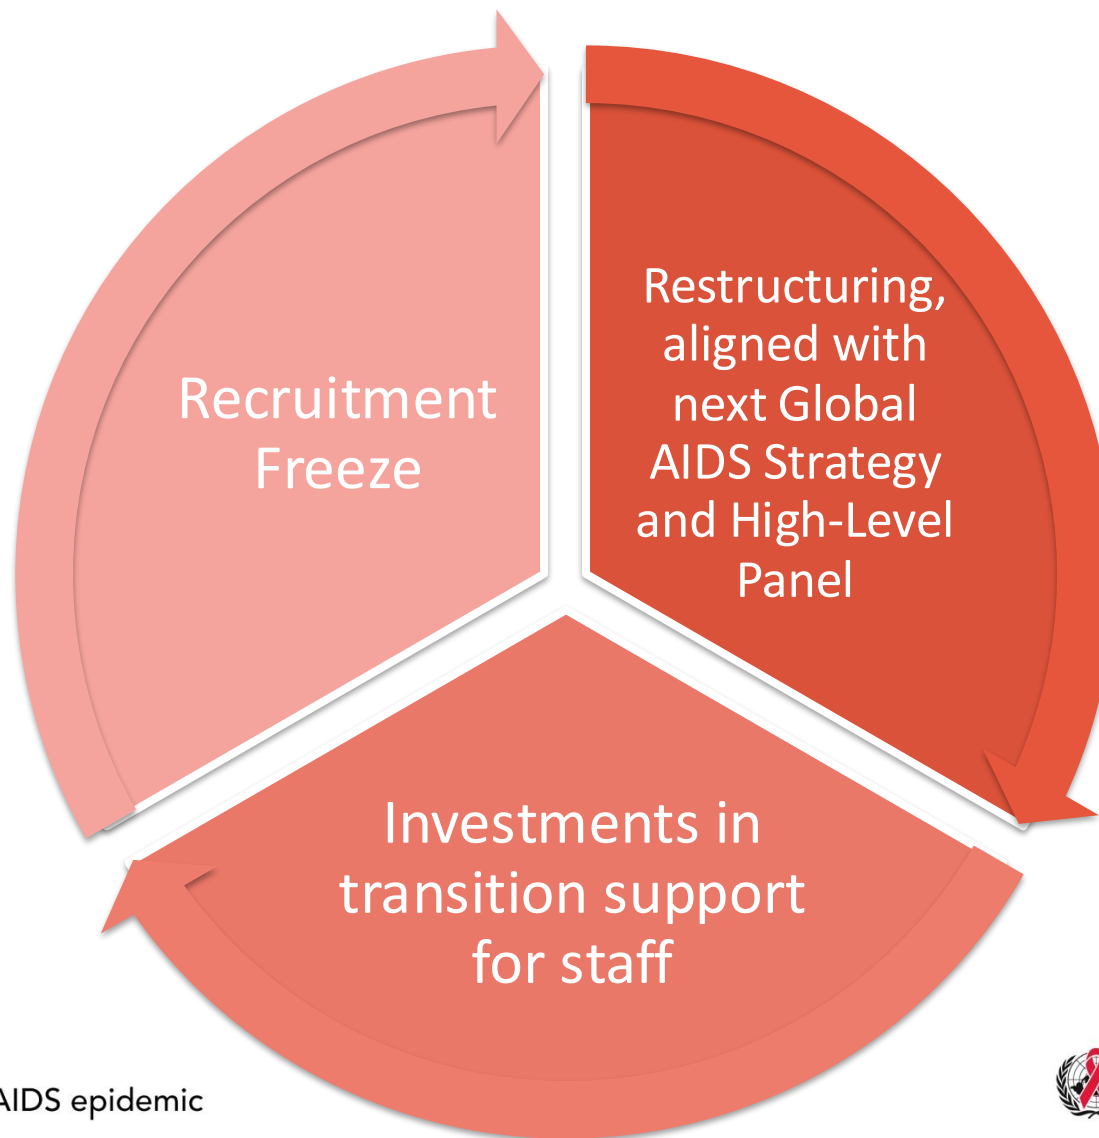 Recruitment
Freeze
Restructuring,
aligned with
next Global
AIDS Strategy
and High-Level
Panel
Investments in
transition support
for staff
AIDS epidemic